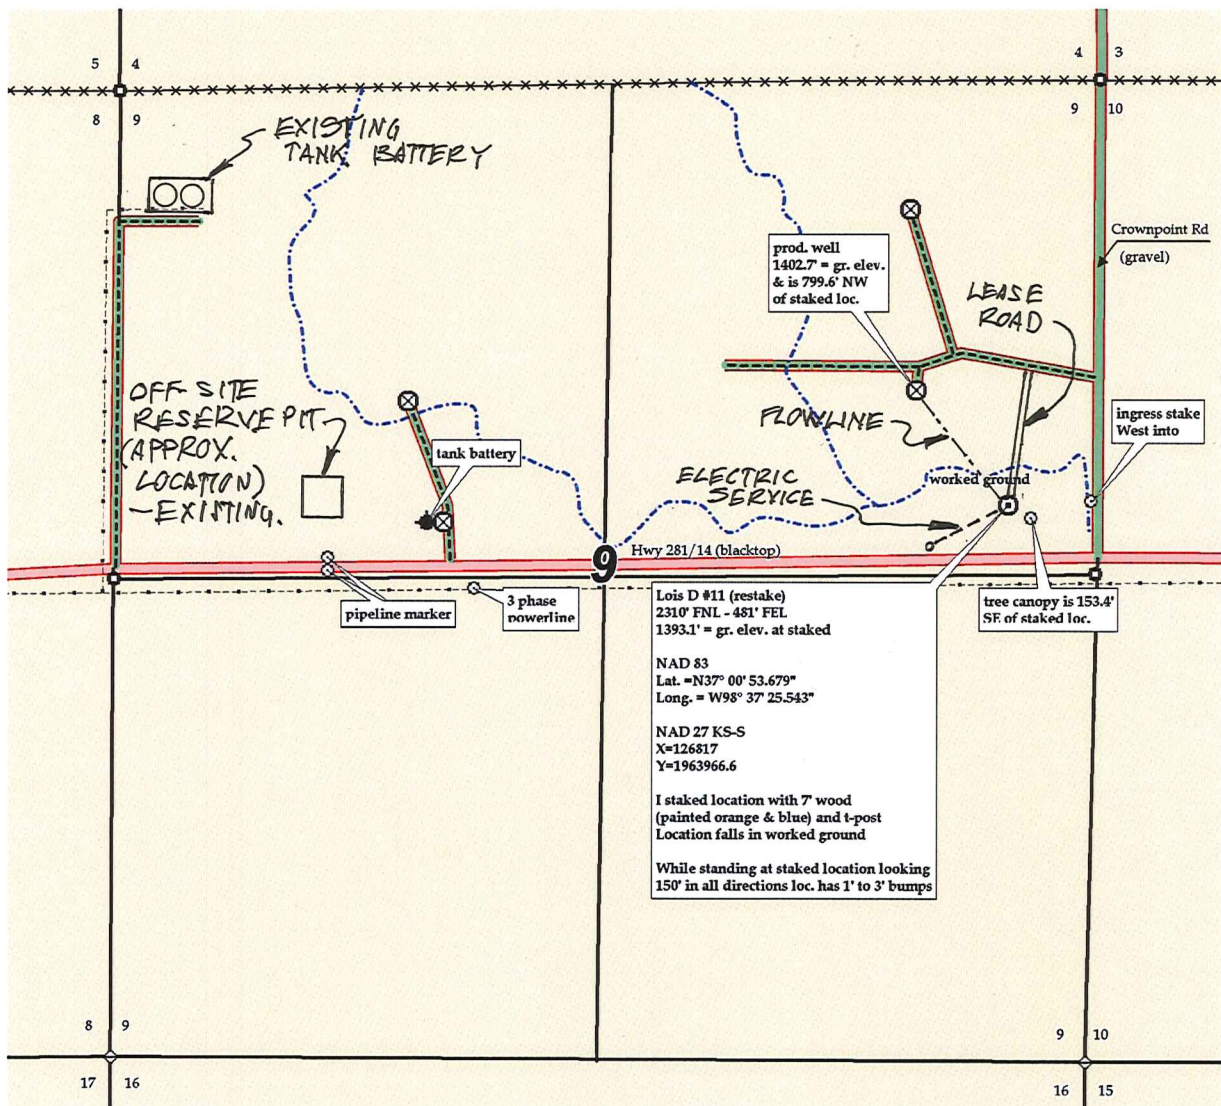 5 4
4 3
8 9
9 10
EXISTING
TANK BATTERY
Crownpoint Rd
(gravel)
prod. well
1402.7' = gr. elev.
& is 799.6' NW
of staked loc.
LEASE
ROAD
OFF-SITE
RESERVE PIT
(APPROX.
LOCATION)
-EXISTING.
tank battery
FLOWLINE
ingress stake
West into
ELECTRIC
SERVICE
worked ground
9
Hwy 281/14 (blacktop)
pipeline marker
3 phase
powerline
tree canopy is 153.4'
SE of staked loc.
Lois D #11 (restake)
2310' FNL - 481' FEL
1393.1' = gr. elev. at staked
NAD 83
Lat. =N37° 00' 53.679"
Long. = W98° 37' 25.543"
NAD 27 KS-S
X=126817
Y=1963966.6
I staked location with 7' wood
(painted orange & blue) and t-post
Location falls in worked ground
While standing at staked location looking
150' in all directions loc. has 1' to 3' bumps
8 9
9 10
17 16
16 15